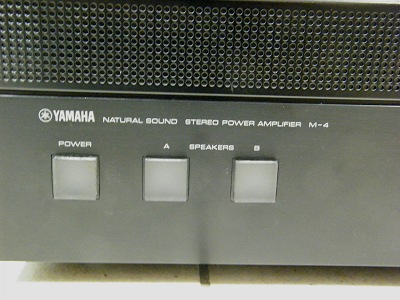 YAMAHA NATURAL SOUND STEREO POWER AMPLIFIER M-4
POWER A SPEAKERS B